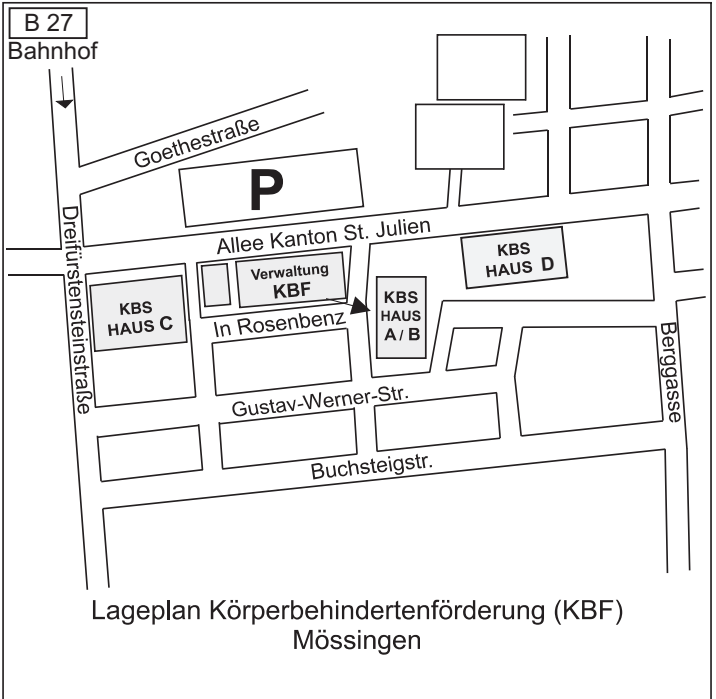 B 27
Bahnhof
Goethestraße
P
Dreifürstensteinstraße
Allee Kanton St. Julien
KBS
HAUS D
Verwaltung
KBF
KBS
HAUS C
KBS
HAUS
A / B
In Rosenbenz
Berggasse
Gustav-Werner-Str.
Buchsteigstr.
Lageplan Körperbehindertenförderung (KBF)
Mössingen